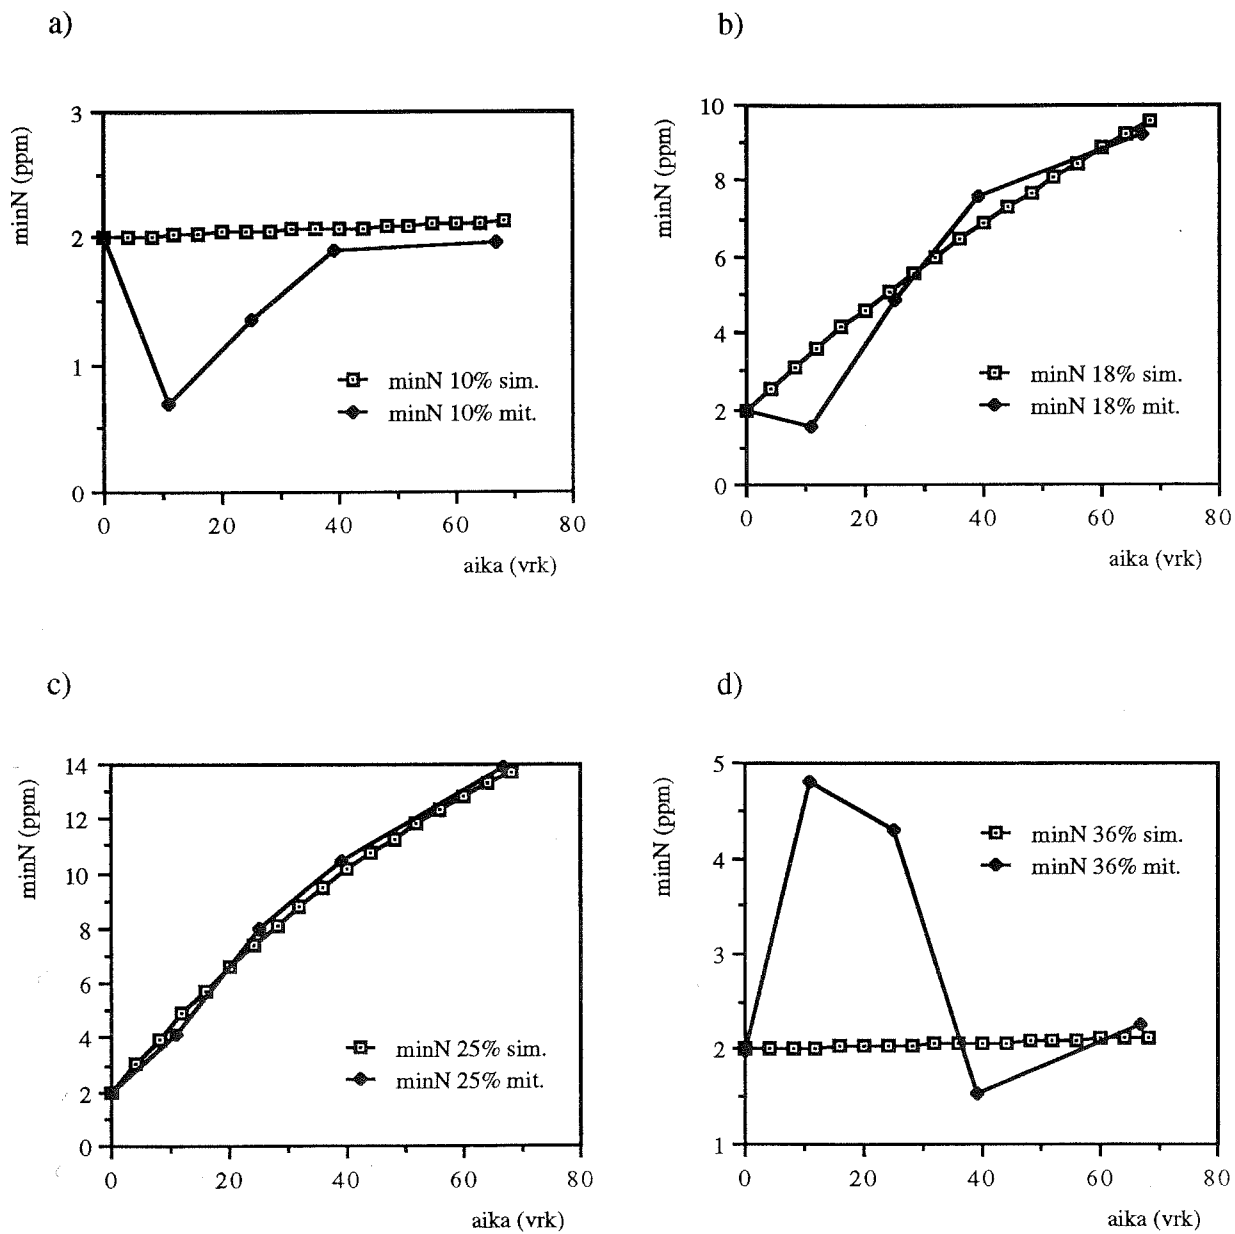 a)
minN (ppm)
3
2
1
0
0 20 40 60 80
aika (vrk)
minN 10% sim.
minN 10% mit.
b)
minN (ppm)
10
8
6
4
2
0
0 20 40 60 80
aika (vrk)
minN 18% sim.
minN 18% mit.
c)
minN (ppm)
14
12
10
8
6
4
2
0
0 20 40 60 80
aika (vrk)
minN 25% sim.
minN 25% mit.
d)
minN (ppm)
5
4
3
2
1
0 20 40 60 80
aika (vrk)
minN 36% sim.
minN 36% mit.